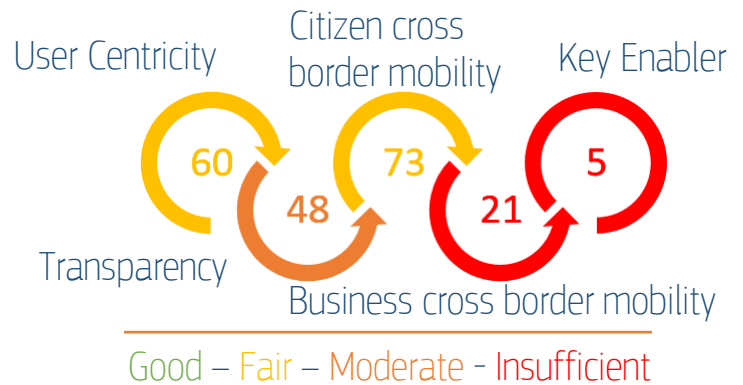 User Centricity
Citizen cross
border mobility
Key Enabler
60
48
73
21
5
Transparency
Business cross border mobility
Good – Fair – Moderate - Insufficient